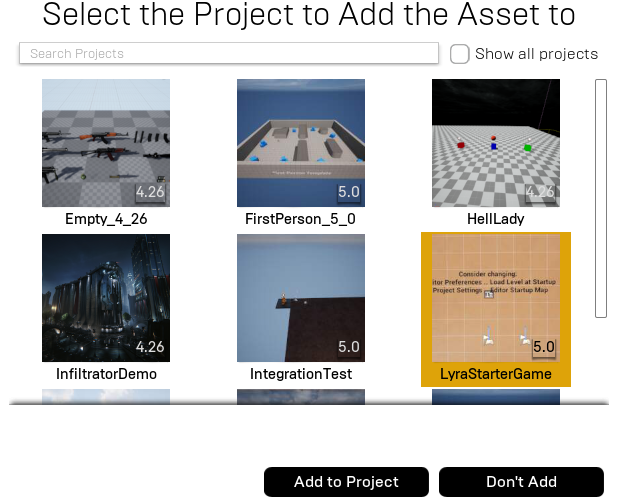 Select the Project to Add the Asset to
Search Projects
Show all projects
4.26
5.0
4.26
Empty_4_26
FirstPerson_5_0
HellLady
4.26
5.0
Consider changing:
itor Preferences .. Load Level at Startup
Project Settings .. Editor Startup Map
5.0
InfiltratorDemo
IntegrationTest
LyraStarterGame
Add to Project
Don't Add